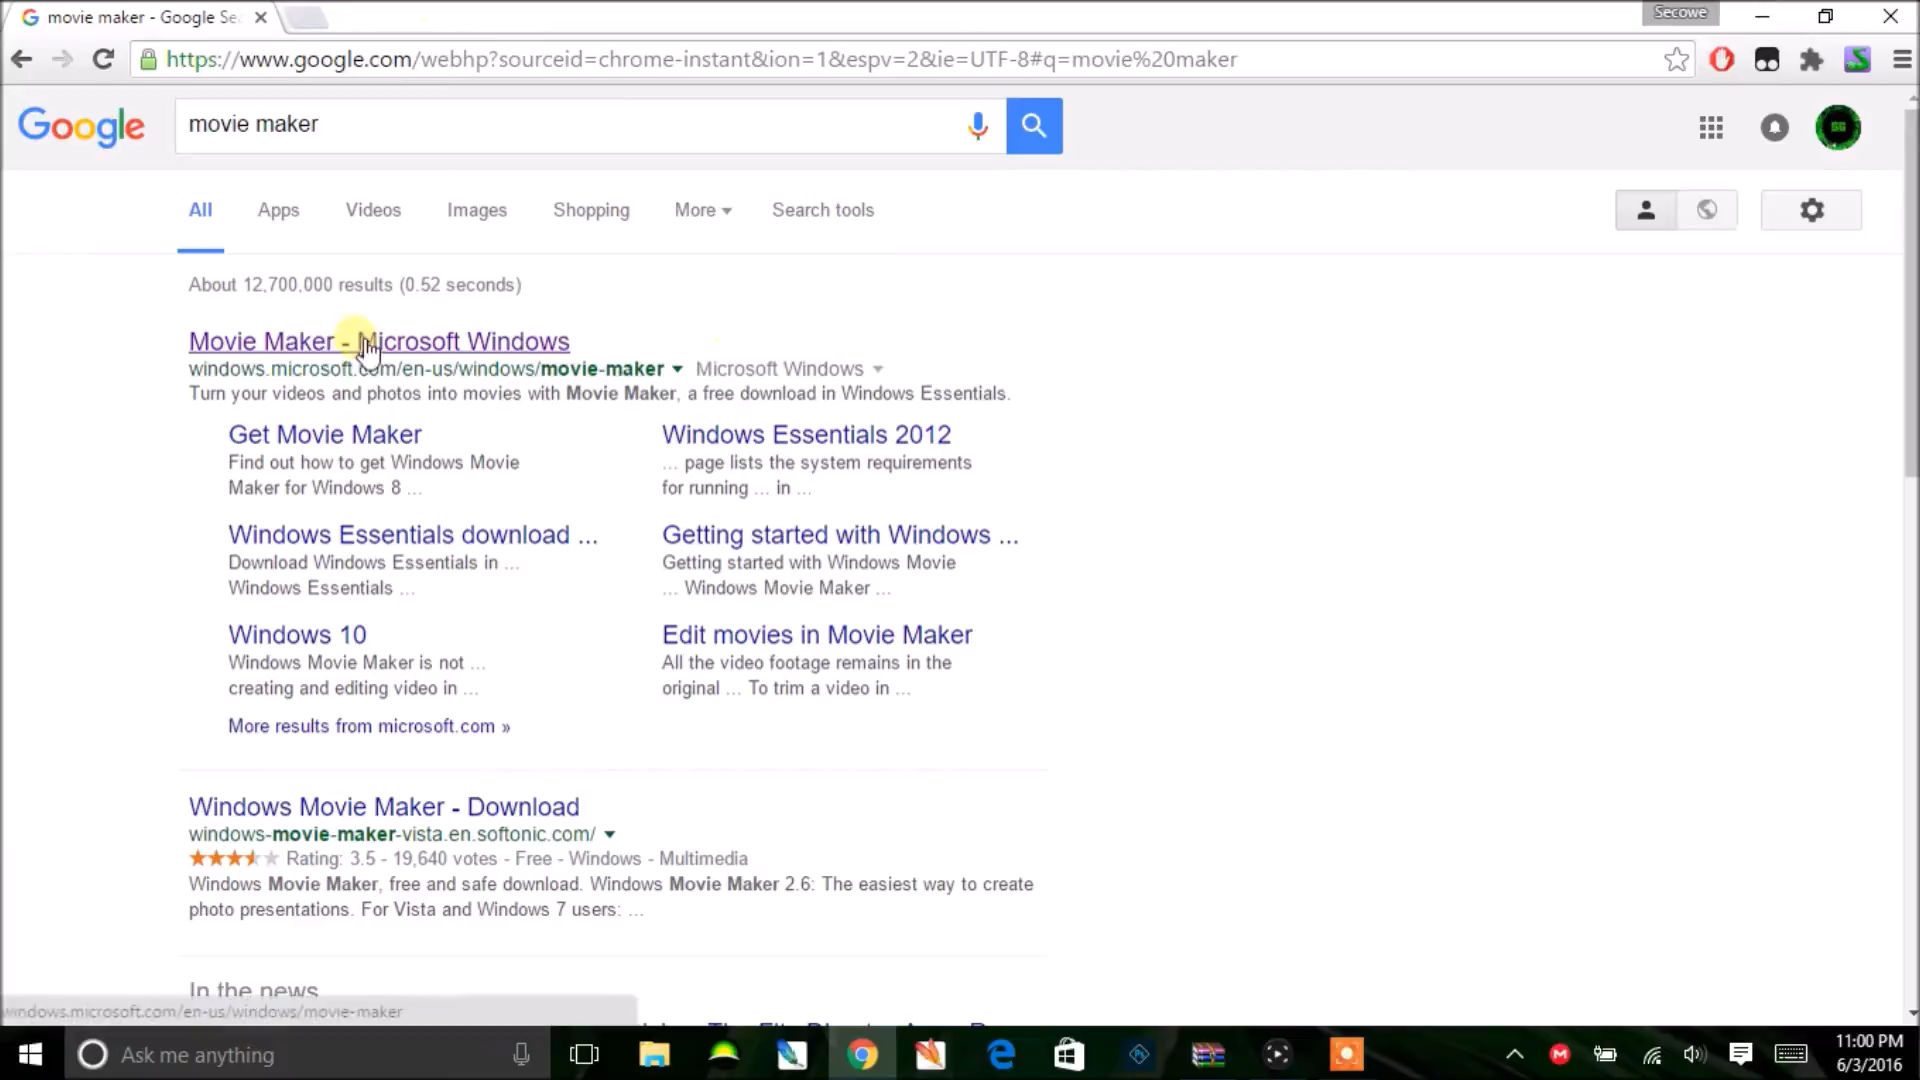 movie maker - Google Se
Secowe
https://www.google.com/webhp?sourceid=chrome-instant&ion=1&espv=2&ie=UTF-8#q=movie%20maker
Google
movie maker
SG
All
Apps
Videos
Images
Shopping
More
Search tools
About 12,700,000 results (0.52 seconds)
Movie Maker - Microsoft Windows
windows.microsoft.com/en-us/windows/movie-maker Microsoft Windows
Turn your videos and photos into movies with Movie Maker, a free download in Windows Essentials.
Get Movie Maker
Find out how to get Windows Movie
Maker for Windows 8 ...
Windows Essentials 2012
... page lists the system requirements
for running ... in ...
Windows Essentials download ...
Download Windows Essentials in ...
Windows Essentials ...
Getting started with Windows ...
Getting started with Windows Movie
... Windows Movie Maker ...
Windows 10
Windows Movie Maker is not ...
creating and editing video in ...
Edit movies in Movie Maker
All the video footage remains in the
original ... To trim a video in ...
More results from microsoft.com »
Windows Movie Maker - Download
windows-movie-maker-vista.en.softonic.com/
Rating: 3.5 - 19,640 votes - Free - Windows - Multimedia
Windows Movie Maker, free and safe download. Windows Movie Maker 2.6: The easiest way to create
photo presentations. For Vista and Windows 7 users: ...
In the news
windows.microsoft.com/en-us/windows/movie-maker
Ask me anything
11:00 PM
6/3/2016